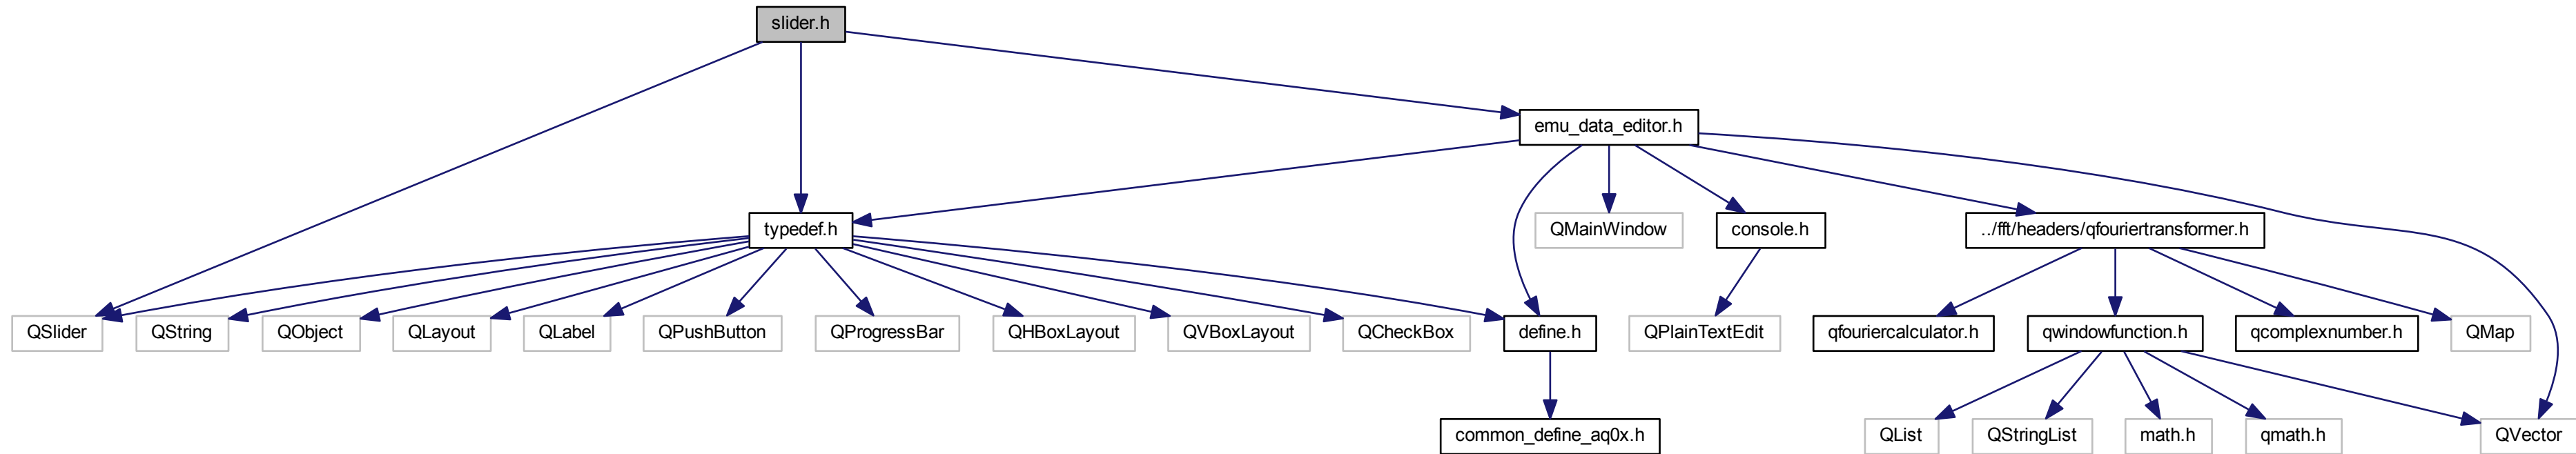 slider.h
emu_data_editor.h
typedef.h
QMainWindow
console.h
../fft/headers/qfouriertransformer.h
QSlider
QString
QObject
QLayout
QLabel
QPushButton
QProgressBar
QHBoxLayout
QVBoxLayout
QCheckBox
define.h
QPlainTextEdit
qfouriercalculator.h
qwindowfunction.h
qcomplexnumber.h
QMap
common_define_aq0x.h
QList
QStringList
math.h
qmath.h
QVector